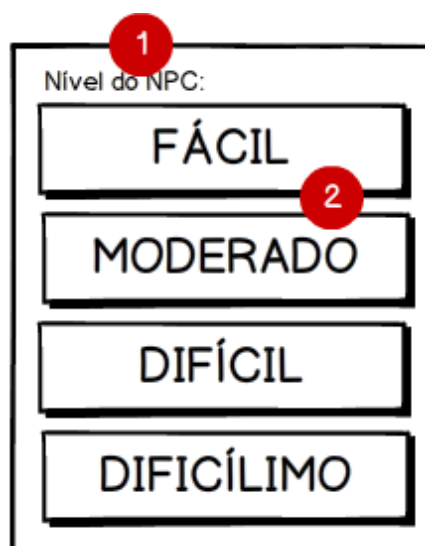 1
Nível do NPC:
FÁCIL
2
MODERADO
DIFÍCIL
DIFICÍLIMO